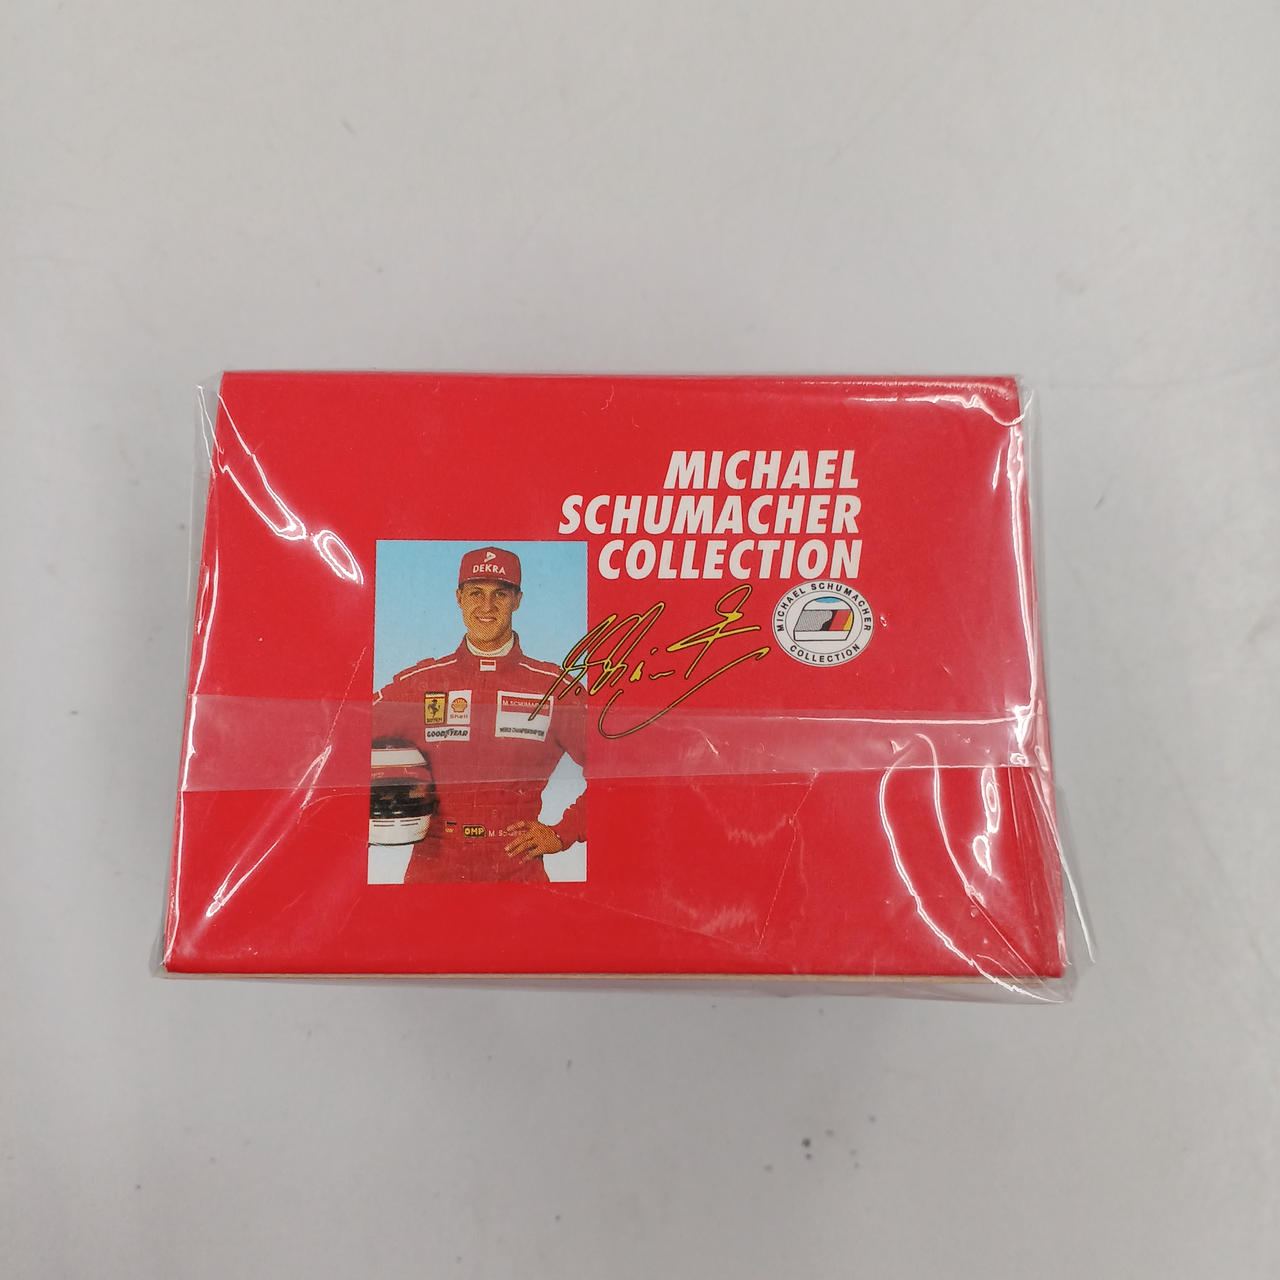 MICHAEL
SCHUMACHER
COLLECTION
MICHAEL SCHUMACHER
COLLECTION
DEKRA
Shell
M. SCHUMACHER
GOODYEAR
OMP